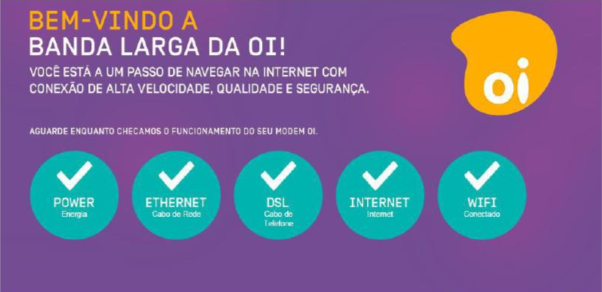 BEM-VINDO A
BANDA LARGA DA OI!
VOCÊ ESTÁ A UM PASSO DE NAVEGAR NA INTERNET COM
CONEXÃO DE ALTA VELOCIDADE, QUALIDADE E SEGURANÇA.
oi
AGUARDE ENQUANTO CHECAMOS O FUNCIONAMENTO DO SEU MODEM OI.
POWER
Energia
ETHERNET
Cabo de Rede
DSL
Cabo de
Telefone
INTERNET
Internet
WIFI
Conectado